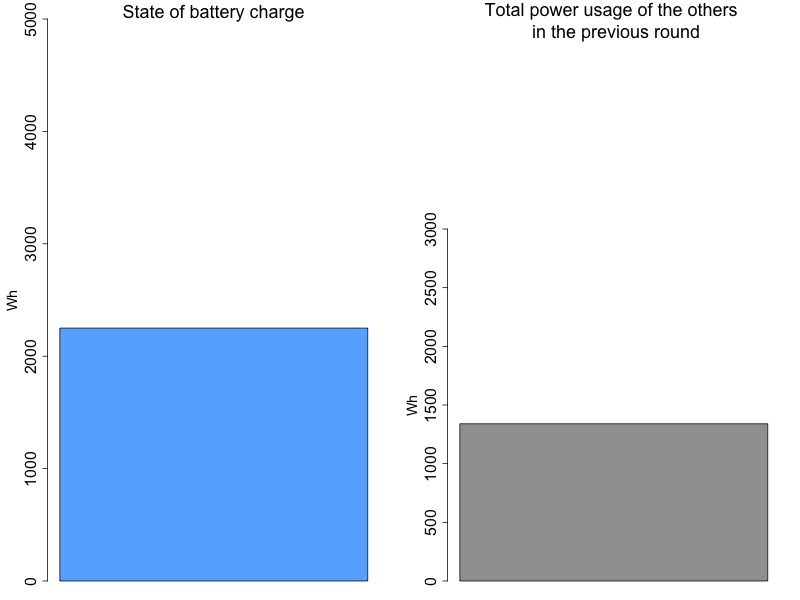 State of battery charge
5000
4000
3000
2000
1000
0
Wh
Total power usage of the others
in the previous round
3000
2500
2000
1500
1000
500
0
Wh